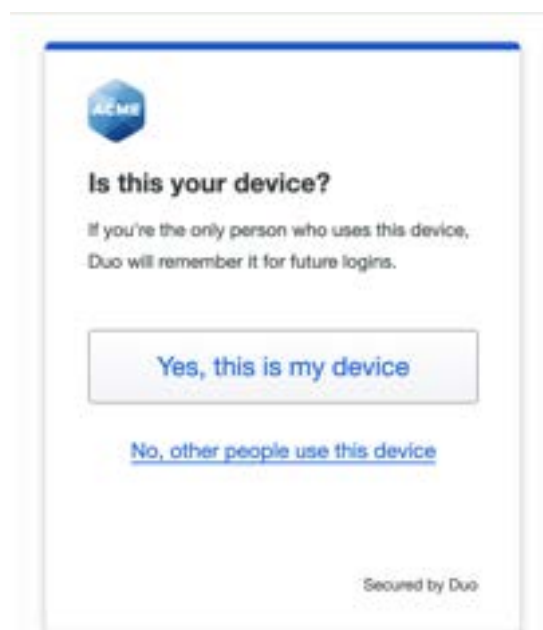 ACME
Is this your device?
If you're the only person who uses this device,
Duo will remember it for future logins.
Yes, this is my device
No, other people use this device
Secured by Duo